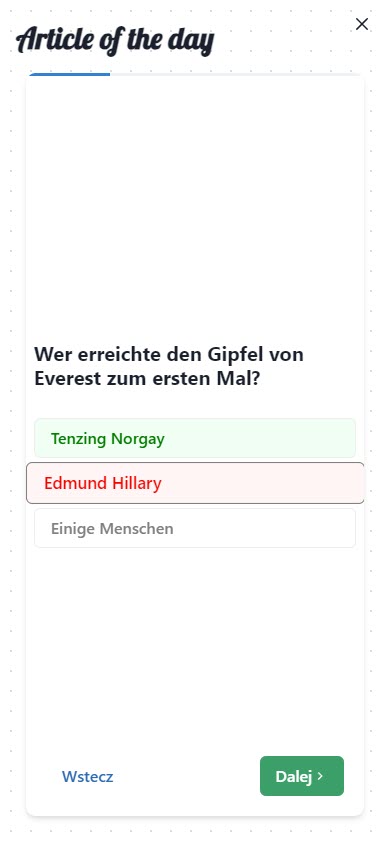 Article of the day
Wer erreichte den Gipfel von
Everest zum ersten Mal?
Tenzing Norgay
Edmund Hillary
Einige Menschen
Wstecz
Dalej